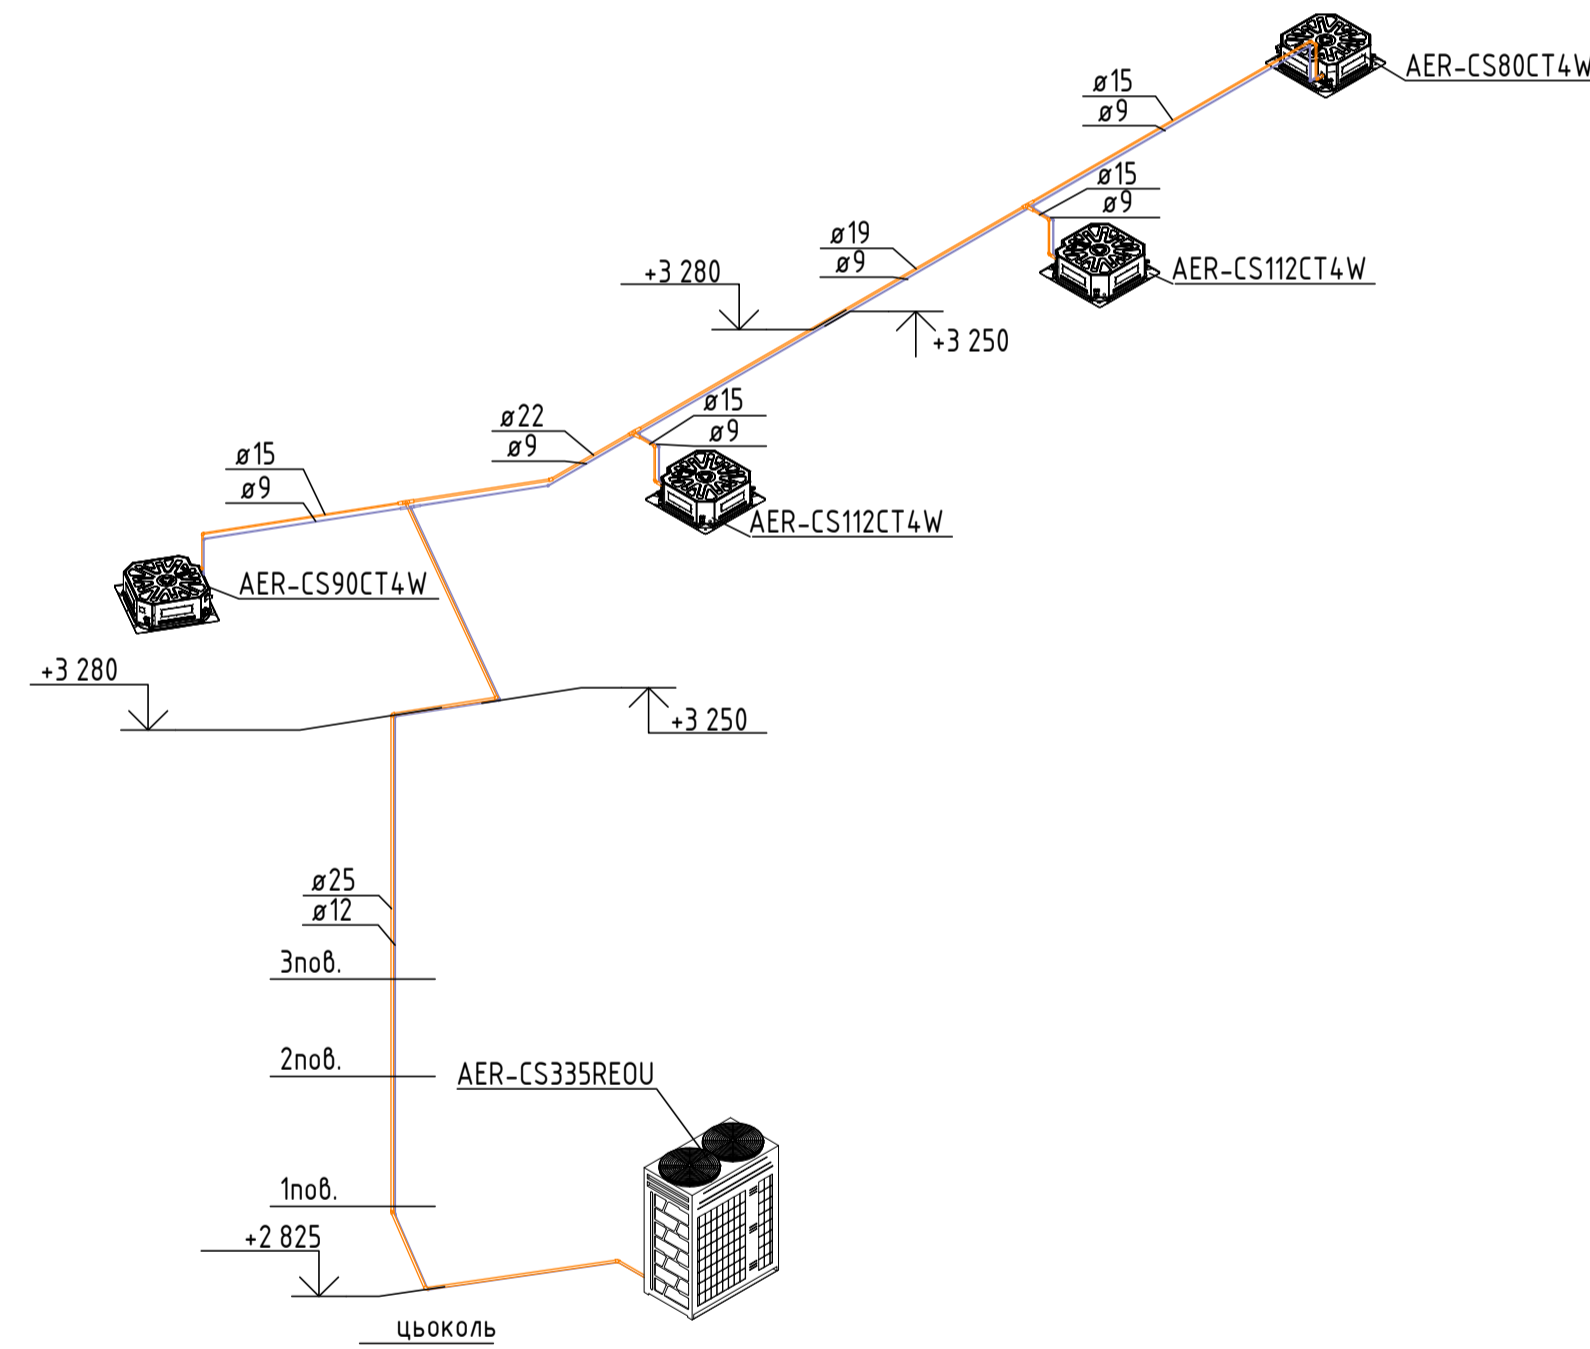 AER-CS80CT4W
ø15
ø9
ø15
ø9
AER-CS112CT4W
ø19
ø9
+3 280
+3 250
ø15
ø9
ø22
ø9
AER-CS112CT4W
ø15
ø9
AER-CS90CT4W
+3 280
+3 250
ø25
ø12
3пов.
2пов.
AER-CS335REOU
1пов.
+2 825
цьоколь